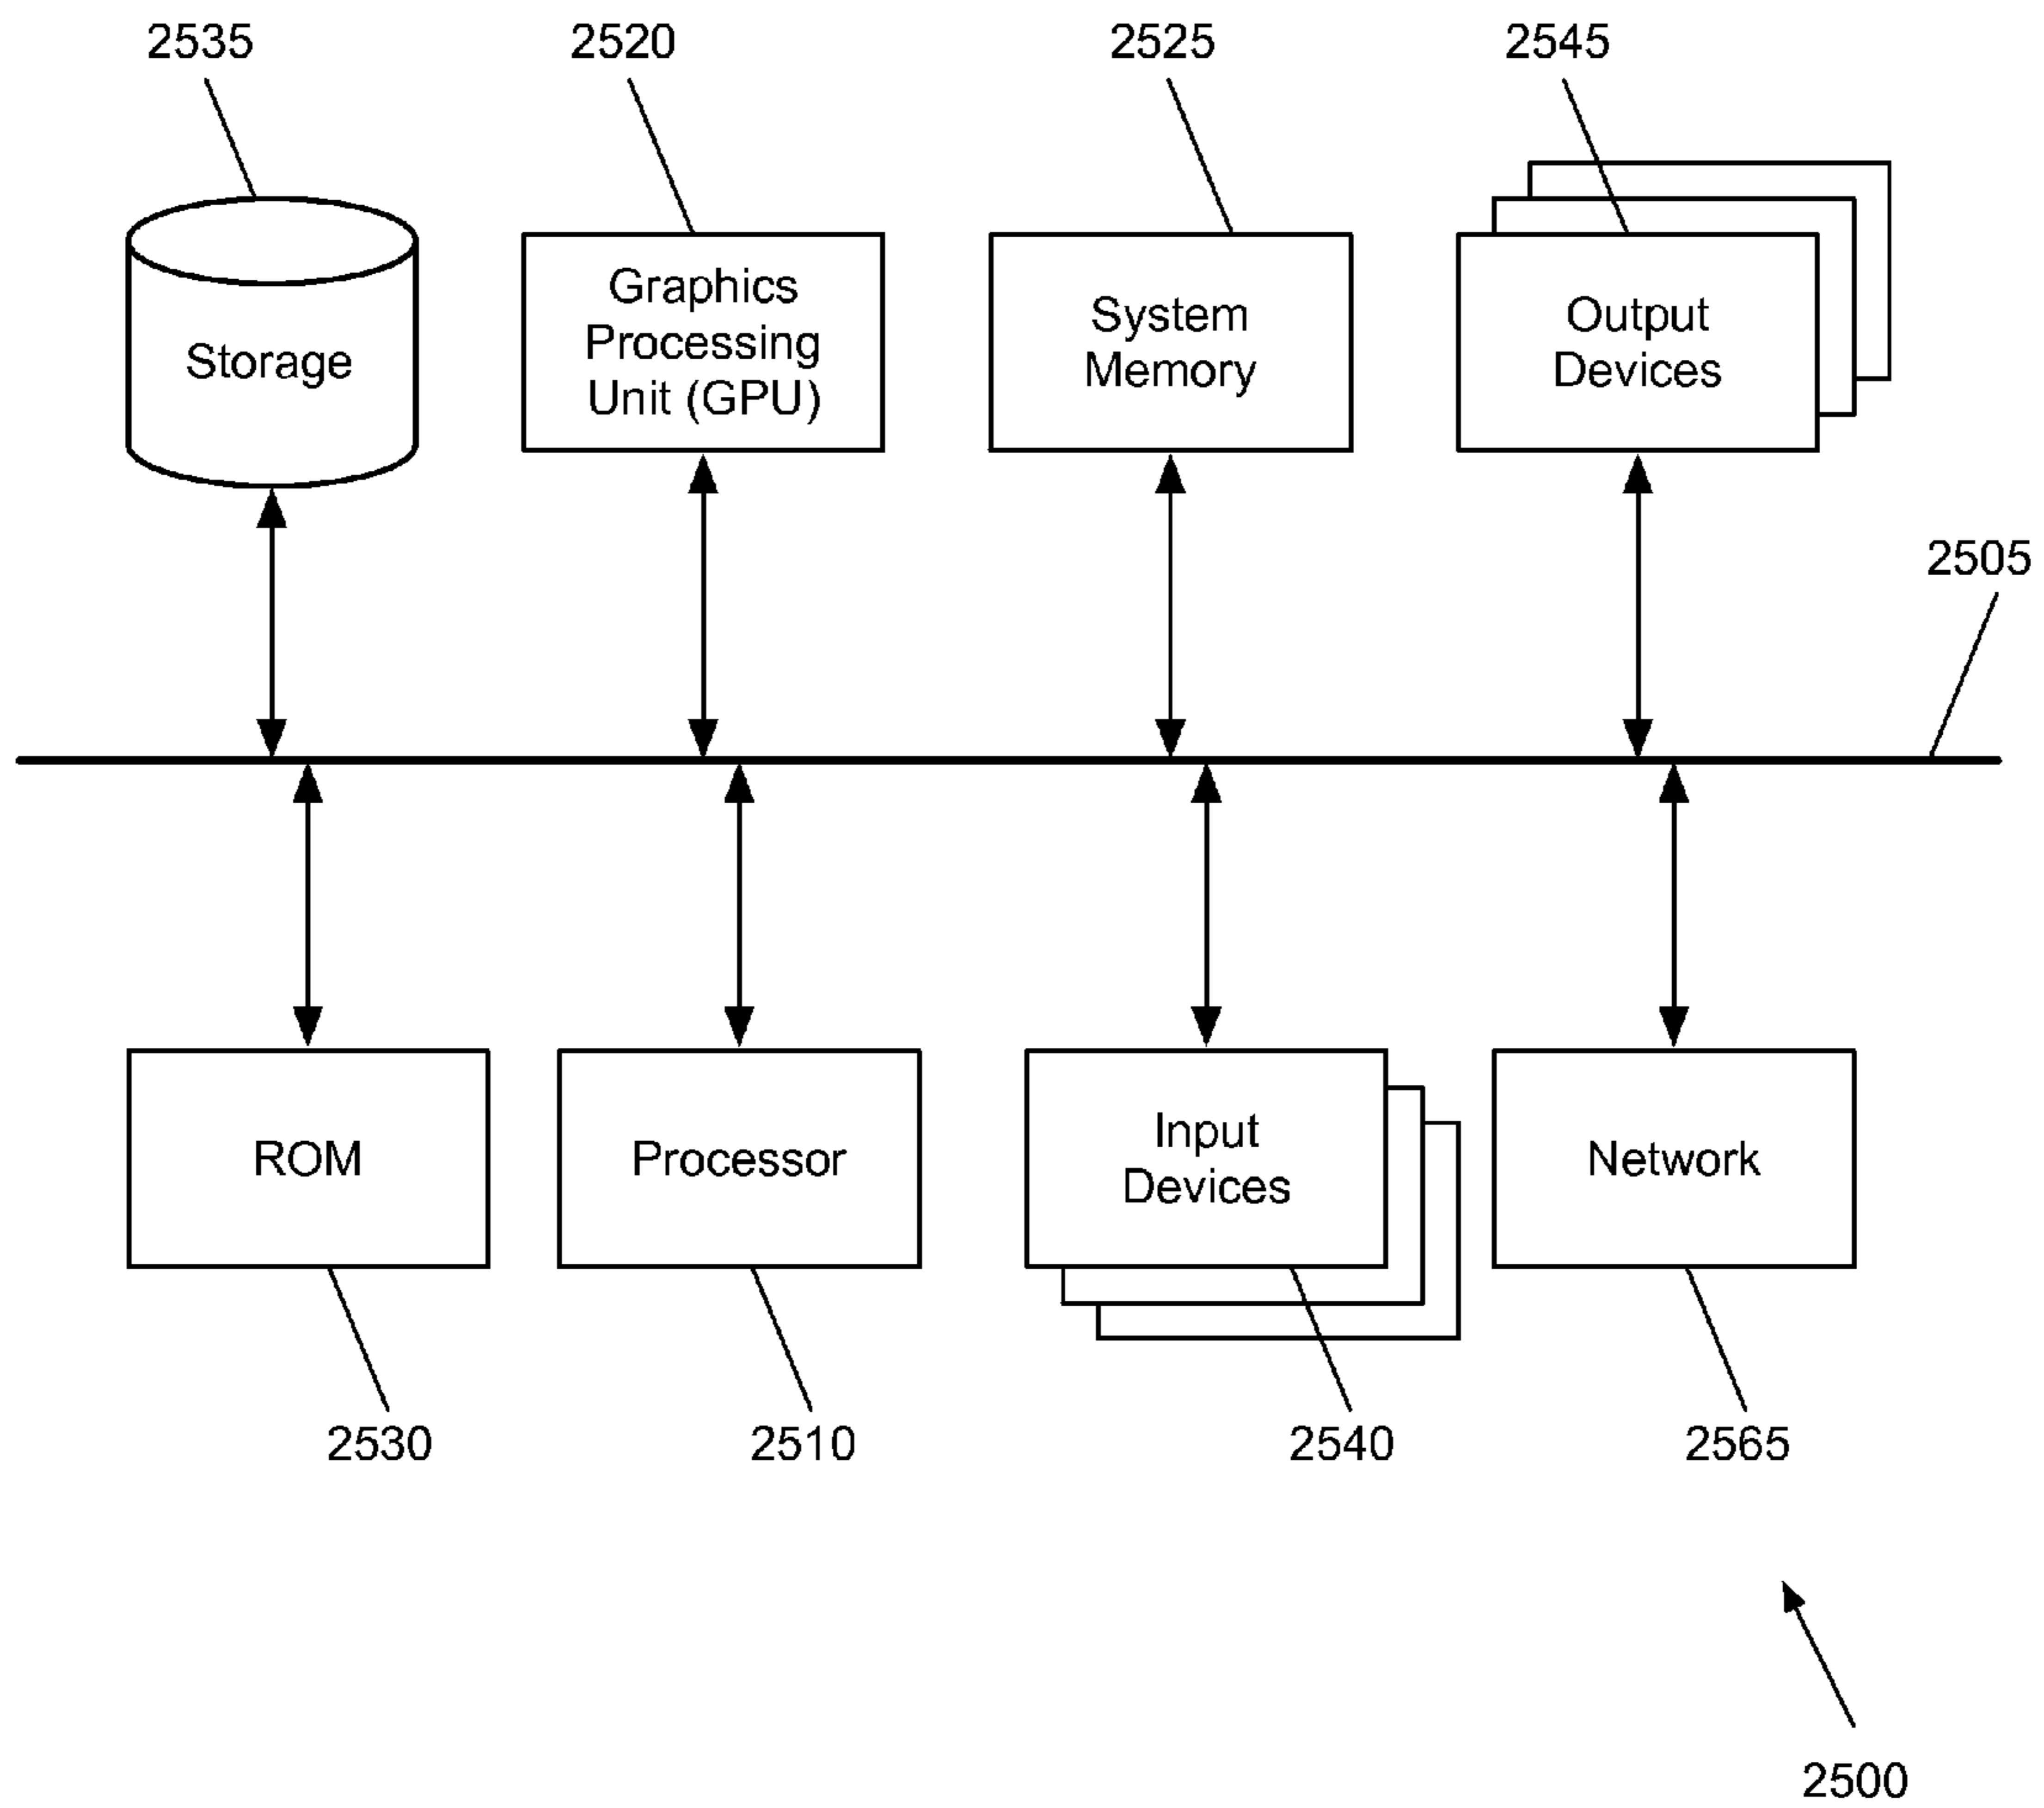 2535
2520
2525
2545
Storage
Graphics
Processing
Unit (GPU)
System
Memory
Output
Devices
2505
ROM
Processor
Input
Devices
Network
2530
2510
2540
2565
2500